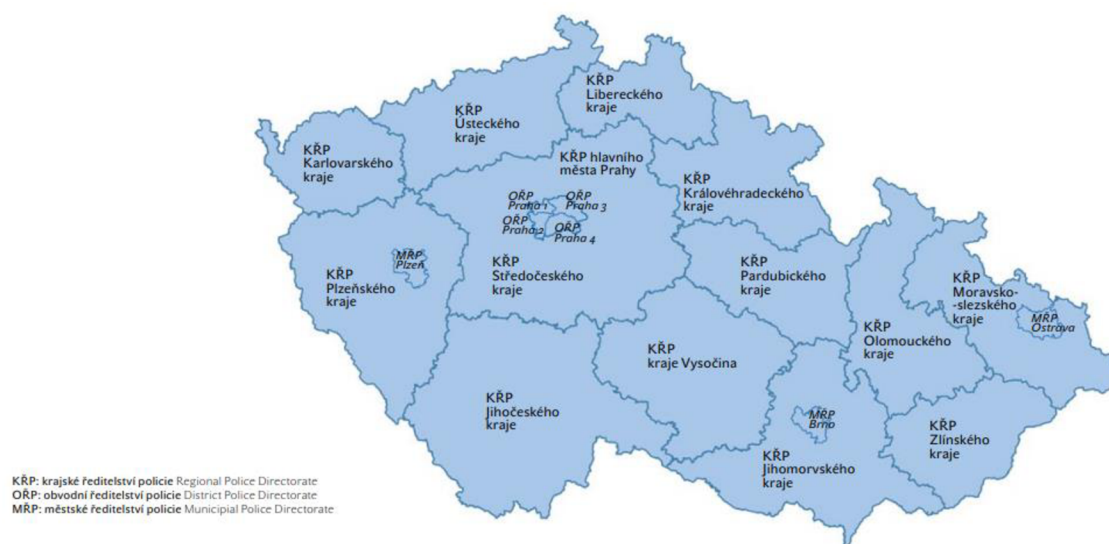 KŘP
Libereckého
kraje
KŘP
Ústeckého
kraje
KŘP
Karlovarského
kraje
KŘP hlavního
města Prahy
KŘP
Královéhradeckého
kraje
OŘP
Praha 1
OŘP
Praha 3
OŘP
Praha 2
OŘP
Praha 4
MŘP
Plzeň
KŘP
Plzeňského
kraje
KŘP
Středočeského
kraje
KŘP
Pardubického
kraje
KŘP
Moravsko-
-slezského
kraje
MŘP
Ostrava
KŘP
Olomouckého
kraje
KŘP
kraje Vysočina
KŘP
Jihočeského
kraje
MŘP
Brno
KŘP
Zlínského
kraje
KŘP
Jihomorvského
kraje
KŘP: krajské ředitelství policie Regional Police Directorate
OŘP: obvodní ředitelství policie District Police Directorate
MŘP: městské ředitelství policie Municipial Police Directorate